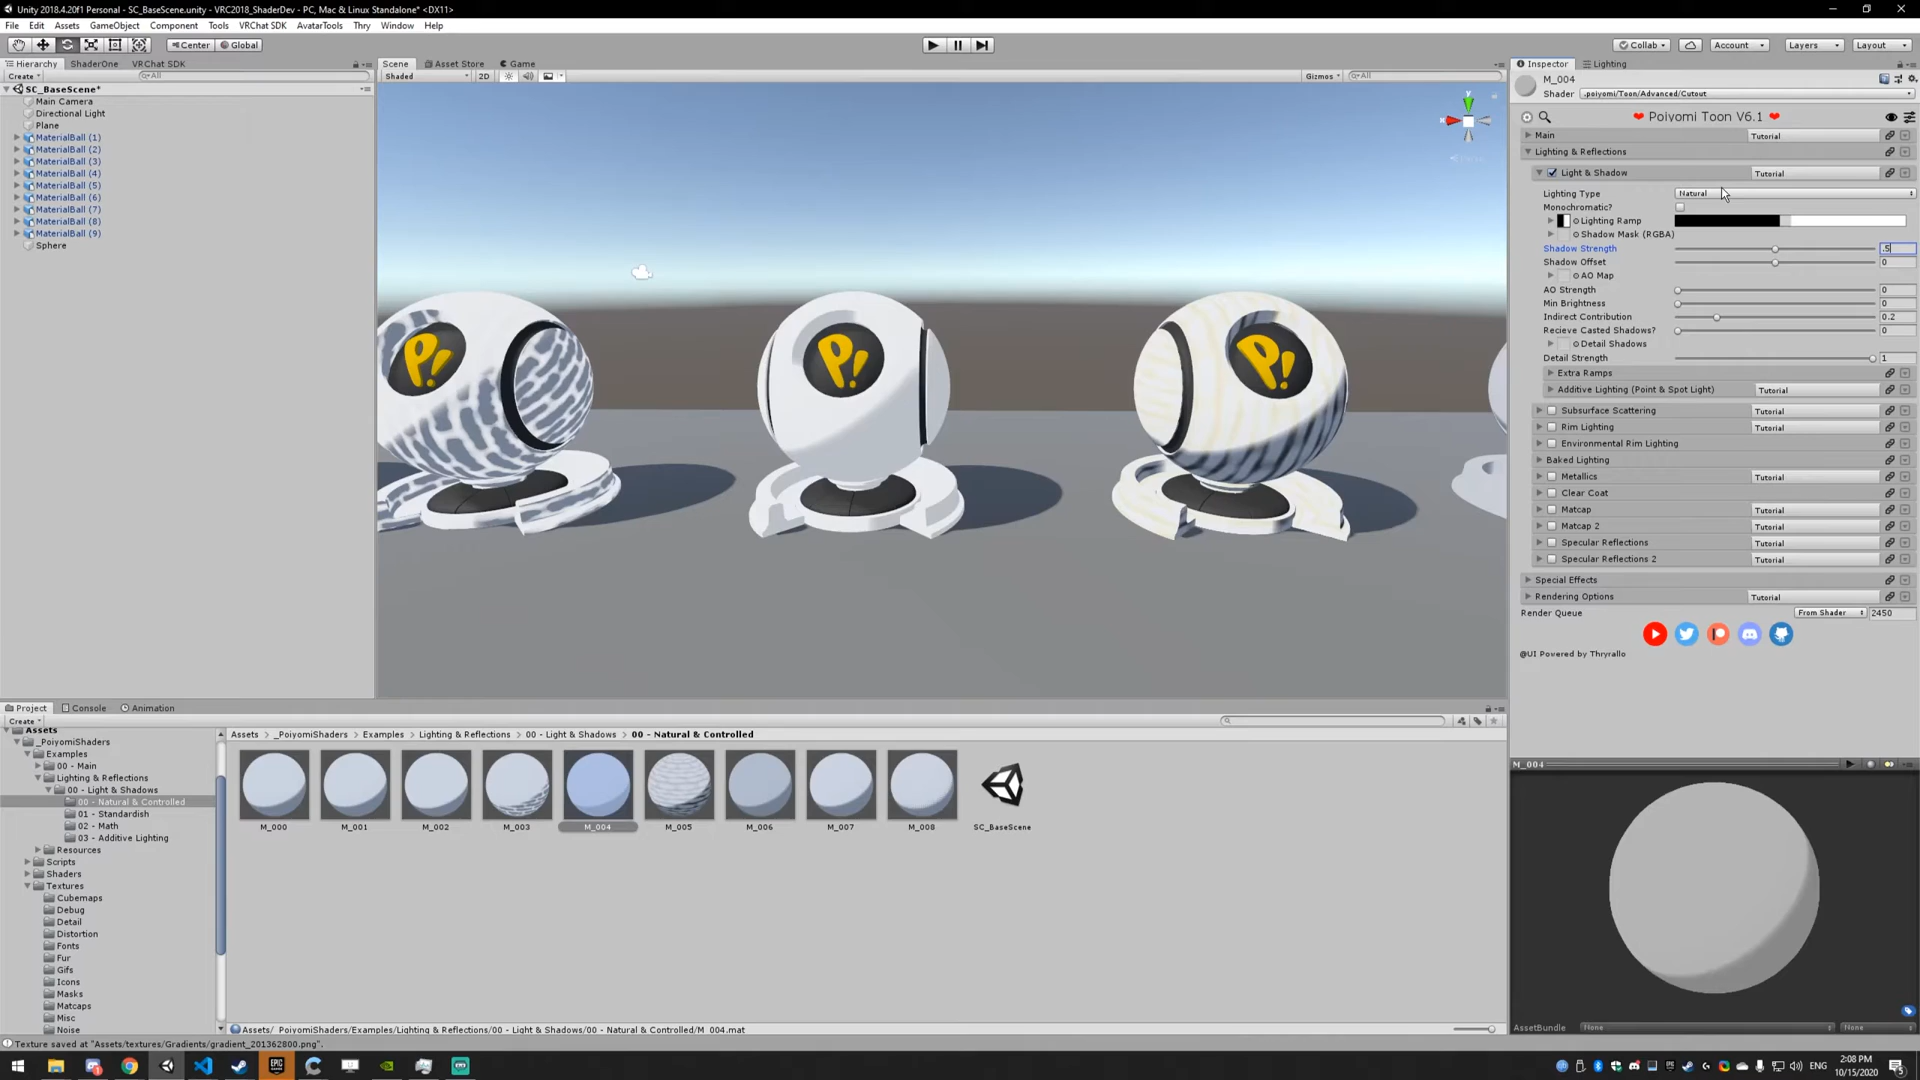 Unity 2018.4.20f1 Personal - SC_BaseScene.unity - VRC2018_ShaderDev - PC, Mac & Linux Standalone* <DX11>
File Edit Assets GameObject Component Tools VRChat SDK AvatarTools Thry Window Help
Center Global
Collab Account Layers Layout
Hierarchy ShaderOne VRChat SDK
Create All
SC_BaseScene*
Main Camera
Directional Light
Plane
MaterialBall (1)
MaterialBall (2)
MaterialBall (3)
MaterialBall (4)
MaterialBall (5)
MaterialBall (6)
MaterialBall (7)
MaterialBall (8)
MaterialBall (9)
Sphere
Scene Asset Store Game
Shaded 2D Gizmos All
y
x
P! P! P!
Inspector Lighting
M_004
Shader .poiyomi/Toon/Advanced/Cutout
❤ Poiyomi Toon V6.1 ❤
Main Tutorial
Lighting & Reflections
Light & Shadow Tutorial
Lighting Type Natural
Monochromatic?
Lighting Ramp
Shadow Mask (RGBA)
Shadow Strength .5
Shadow Offset 0
AO Map
AO Strength 0
Min Brightness 0
Indirect Contribution 0.2
Recieve Casted Shadows? 0
Detail Shadows
Detail Strength 1
Extra Ramps
Additive Lighting (Point & Spot Light) Tutorial
Subsurface Scattering Tutorial
Rim Lighting Tutorial
Environmental Rim Lighting
Baked Lighting
Metallics Tutorial
Clear Coat
Matcap Tutorial
Matcap 2 Tutorial
Specular Reflections Tutorial
Specular Reflections 2 Tutorial
Special Effects
Rendering Options Tutorial
Render Queue From Shader 2450
@UI Powered by Thryrallo
Project Console Animation
Create
Assets
_PoiyomiShaders
Examples
00 - Main
Lighting & Reflections
00 - Light & Shadows
00 - Natural & Controlled
01 - Standardish
02 - Math
03 - Additive Lighting
Resources
Scripts
Shaders
Textures
Cubemaps
Debug
Detail
Distortion
Fonts
Fur
Gifs
Icons
Masks
Matcaps
Misc
Noise
Assets _PoiyomiShaders Examples Lighting & Reflections 00 - Light & Shadows 00 - Natural & Controlled
M_000 M_001 M_002 M_003 M_004 M_005 M_006 M_007 M_008 SC_BaseScene
Assets/_PoiyomiShaders/Examples/Lighting & Reflections/00 - Light & Shadows/00 - Natural & Controlled/M_004.mat
M_004
AssetBundle None None
Texture saved at "Assets/textures/Gradients/gradient_201362800.png".
EPIC GAMES
ENG
2:08 PM
10/15/2020